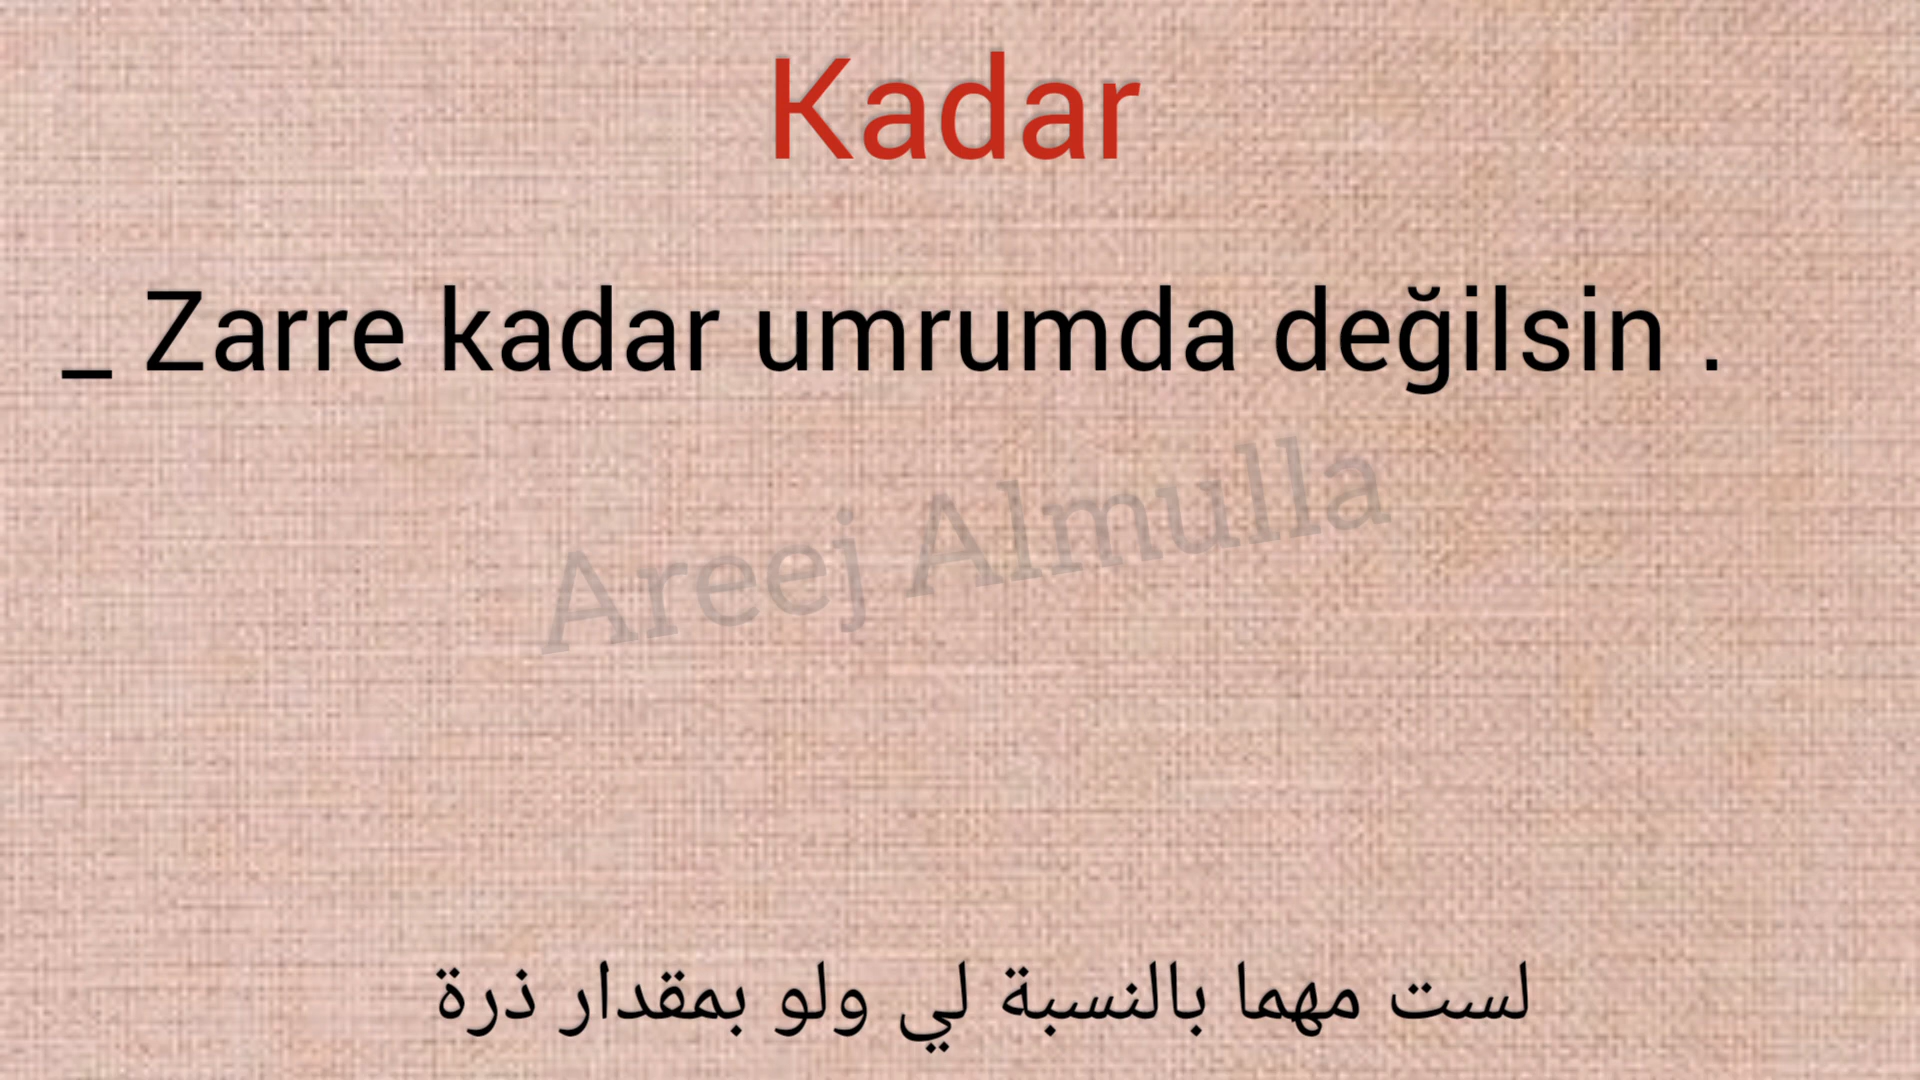 Kadar
_ Zarre kadar umrumda değilsin .
Areej Almulla
لست مهما بالنسبة لي ولو بمقدار ذرة